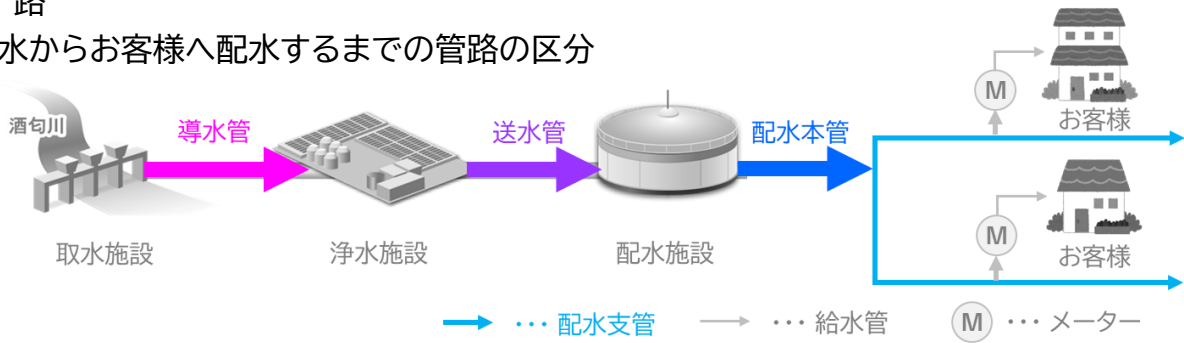 路
水からお客様へ配水するまでの管路の区分
酒匂川
導水管
送水管
配水本管
M
お客様
M
お客様
取水施設
浄水施設
配水施設
・・・配水支管
・・・給水管
M ・・・メーター